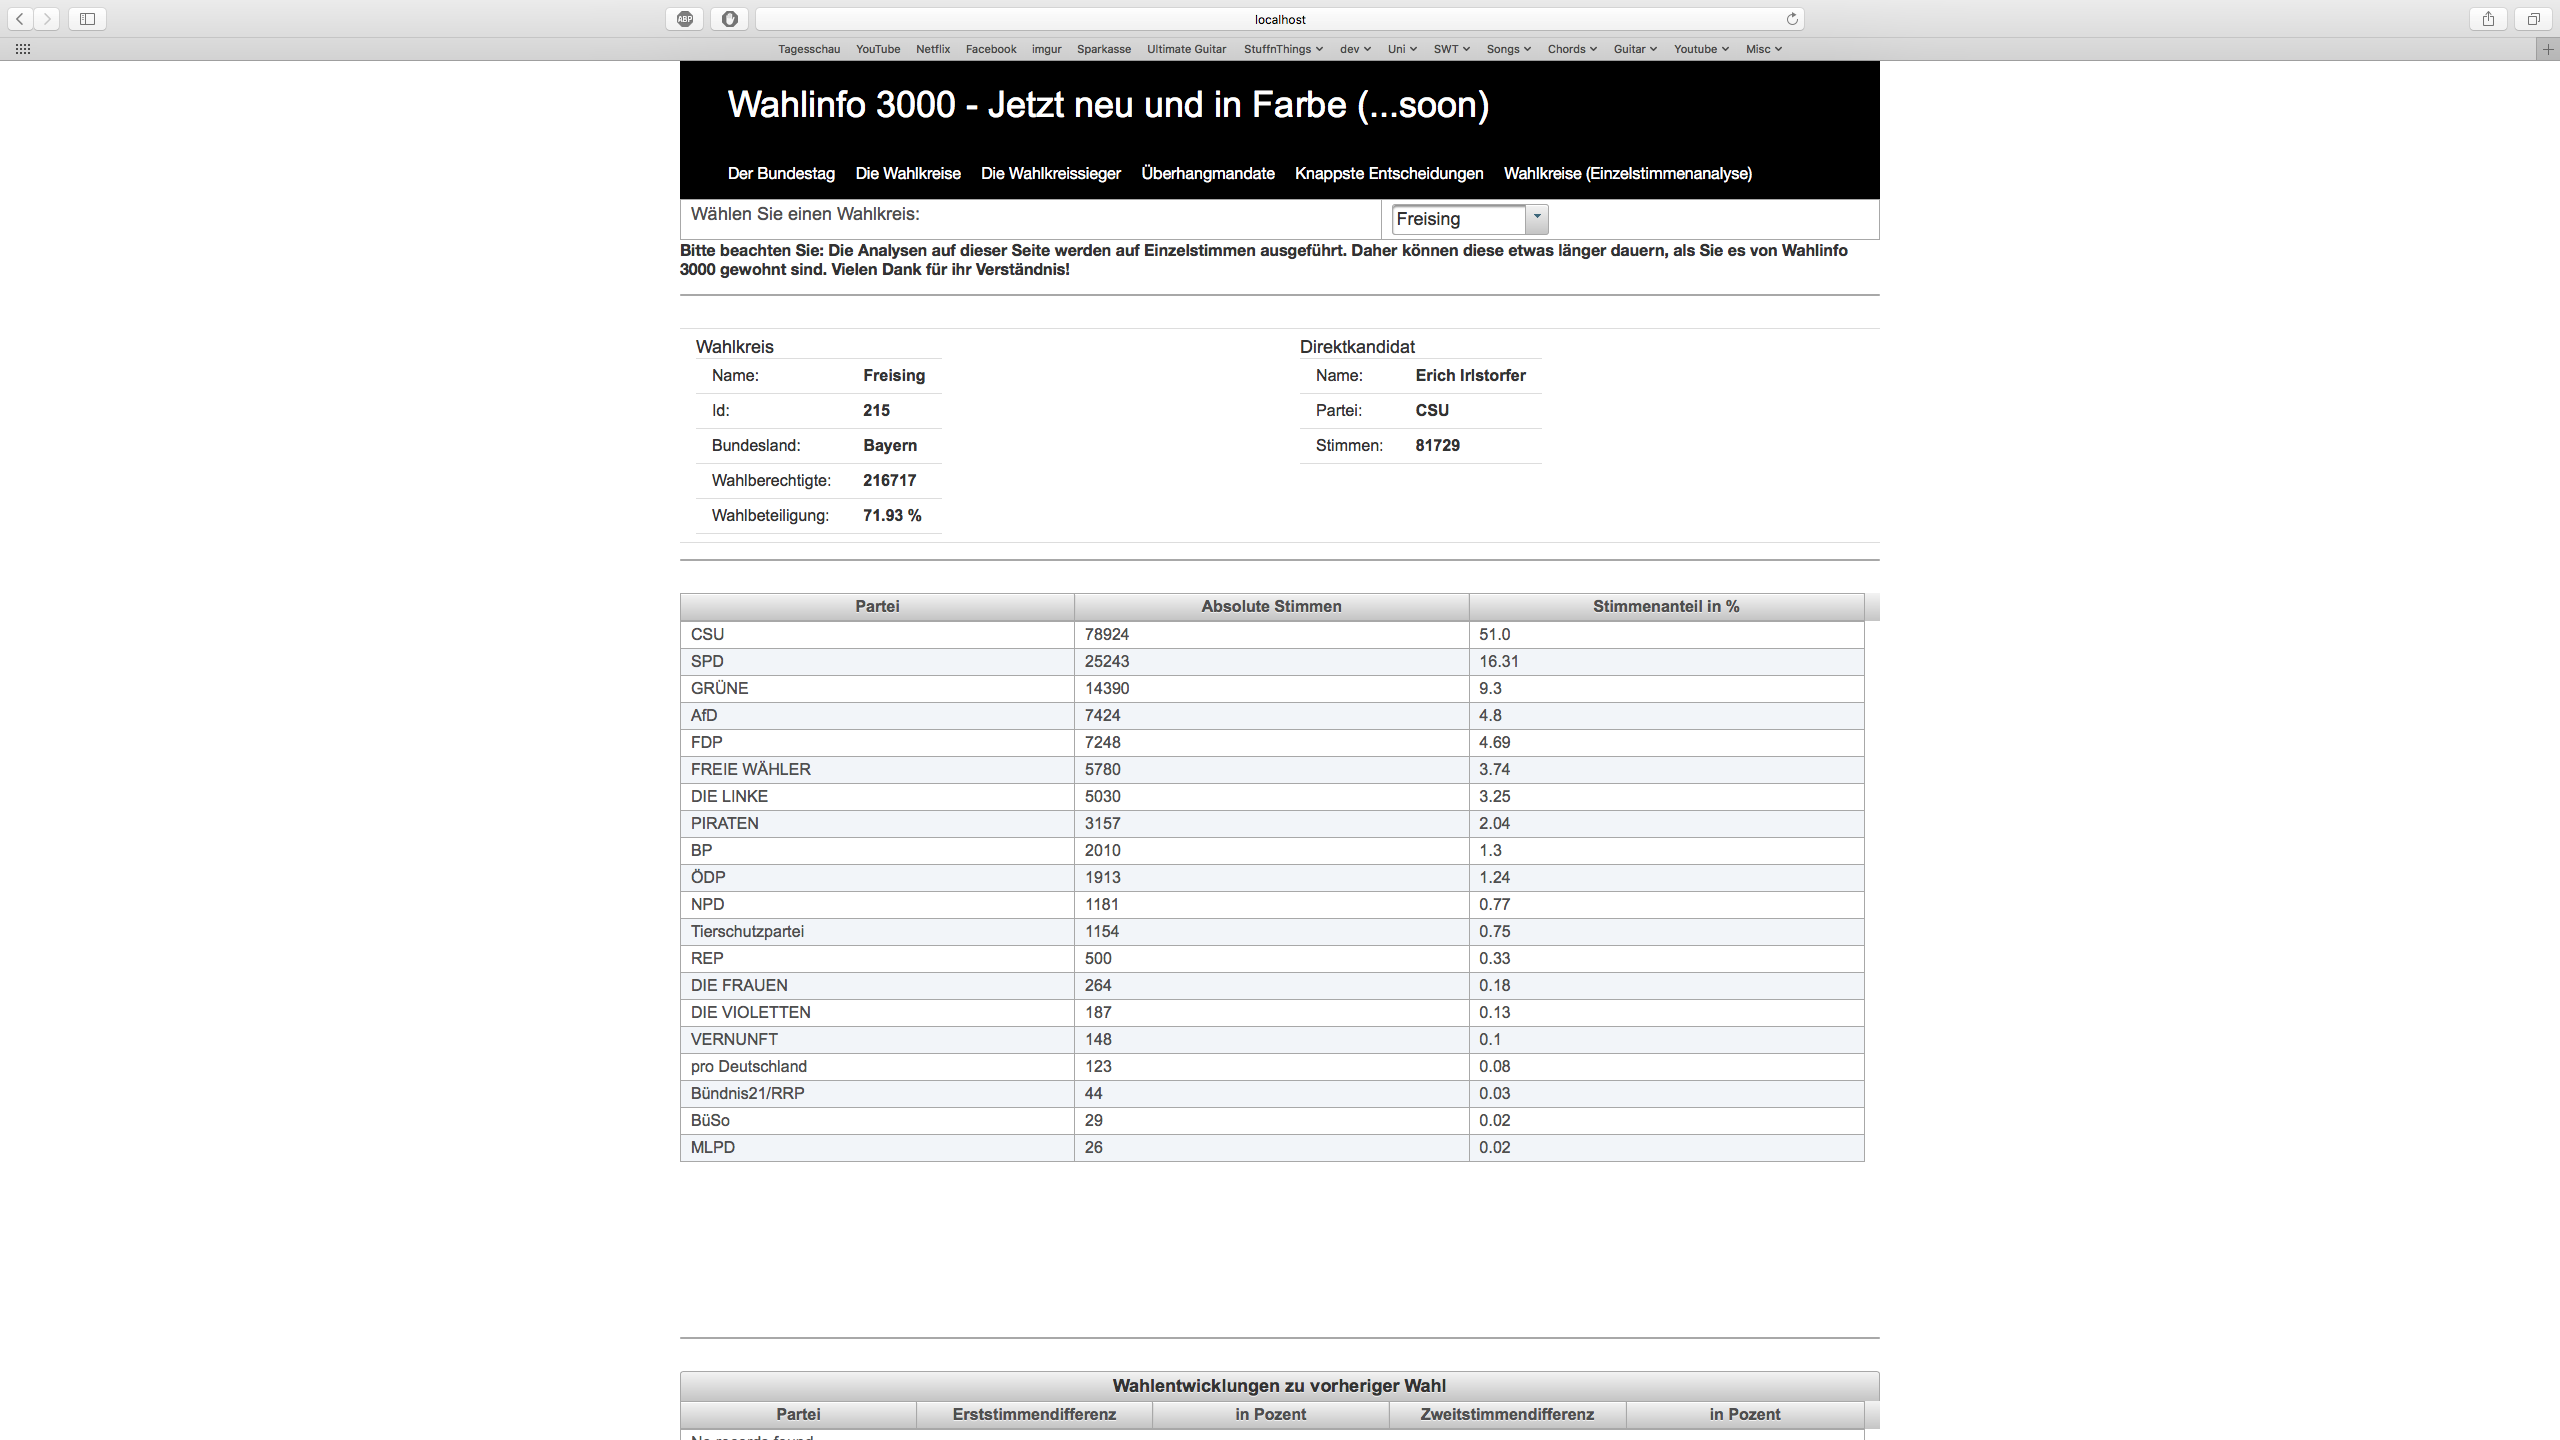 ABP
localhost
Tagesschau YouTube Netflix Facebook imgur Sparkasse Ultimate Guitar StuffnThings dev Uni SWT Songs Chords Guitar Youtube Misc
Wahlinfo 3000 - Jetzt neu und in Farbe (...soon)
Der Bundestag Die Wahlkreise Die Wahlkreissieger Überhangmandate Knappste Entscheidungen Wahlkreise (Einzelstimmenanalyse)
Wählen Sie einen Wahlkreis: Freising
Bitte beachten Sie: Die Analysen auf dieser Seite werden auf Einzelstimmen ausgeführt. Daher können diese etwas länger dauern, als Sie es von Wahlinfo
3000 gewohnt sind. Vielen Dank für ihr Verständnis!
Wahlkreis
Name: Freising
Id: 215
Bundesland: Bayern
Wahlberechtigte: 216717
Wahlbeteiligung: 71.93 %
Direktkandidat
Name: Erich Irlstorfer
Partei: CSU
Stimmen: 81729
Partei Absolute Stimmen Stimmenanteil in %
CSU 78924 51.0
SPD 25243 16.31
GRÜNE 14390 9.3
AfD 7424 4.8
FDP 7248 4.69
FREIE WÄHLER 5780 3.74
DIE LINKE 5030 3.25
PIRATEN 3157 2.04
BP 2010 1.3
ÖDP 1913 1.24
NPD 1181 0.77
Tierschutzpartei 1154 0.75
REP 500 0.33
DIE FRAUEN 264 0.18
DIE VIOLETTEN 187 0.13
VERNUNFT 148 0.1
pro Deutschland 123 0.08
Bündnis21/RRP 44 0.03
BüSo 29 0.02
MLPD 26 0.02
Wahlentwicklungen zu vorheriger Wahl
Partei Erststimmendifferenz in Pozent Zweitstimmendifferenz in Pozent
No records found